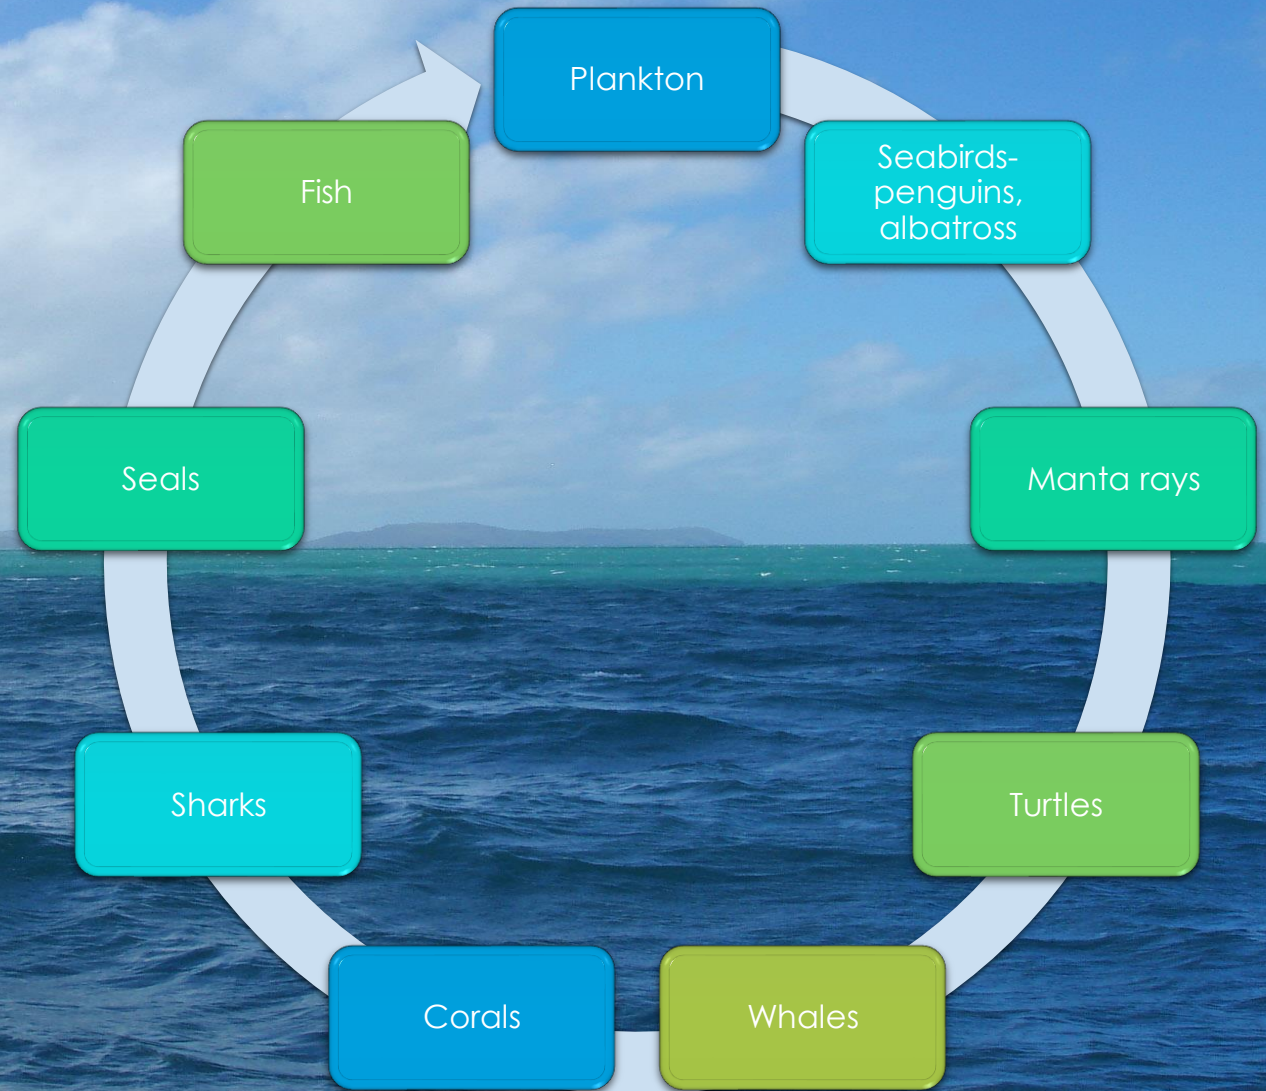 Plankton
Seabirds-
penguins,
albatross
Manta rays
Turtles
Whales
Corals
Sharks
Seals
Fish